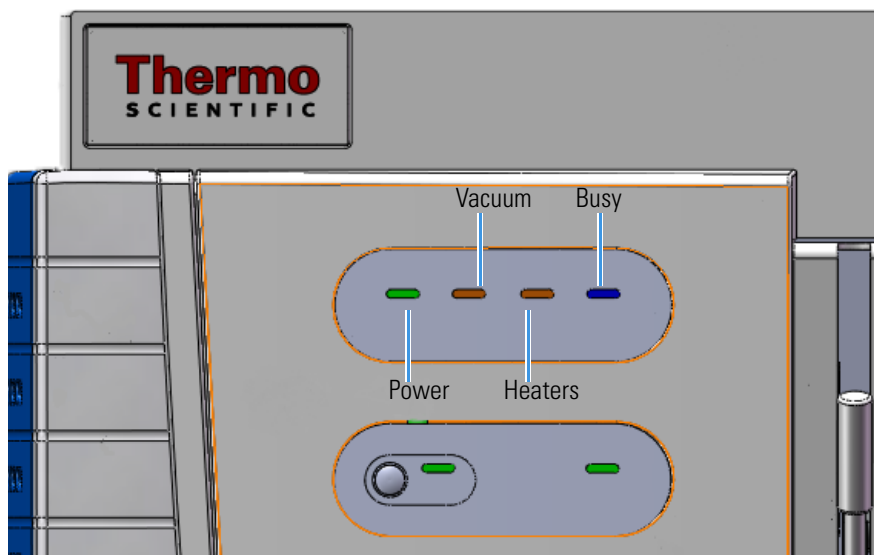 Thermo
SCIENTIFIC
Vacuum
Busy
Power
Heaters